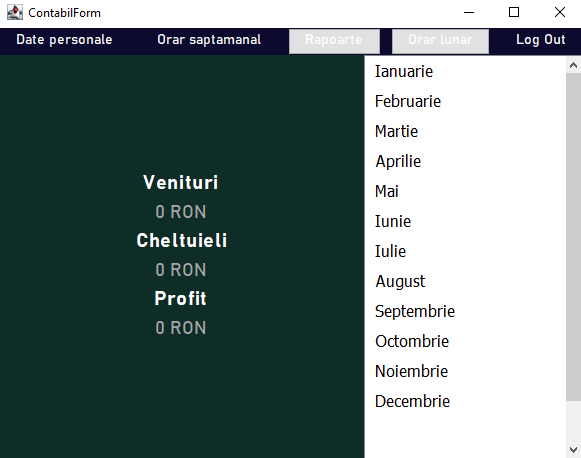 ContabilForm
Date personale Orar saptamanal Rapoarte Orar lunar Log Out
Venituri
0 RON
Cheltuieli
0 RON
Profit
0 RON
Ianuarie
Februarie
Martie
Aprilie
Mai
Iunie
Iulie
August
Septembrie
Octombrie
Noiembrie
Decembrie